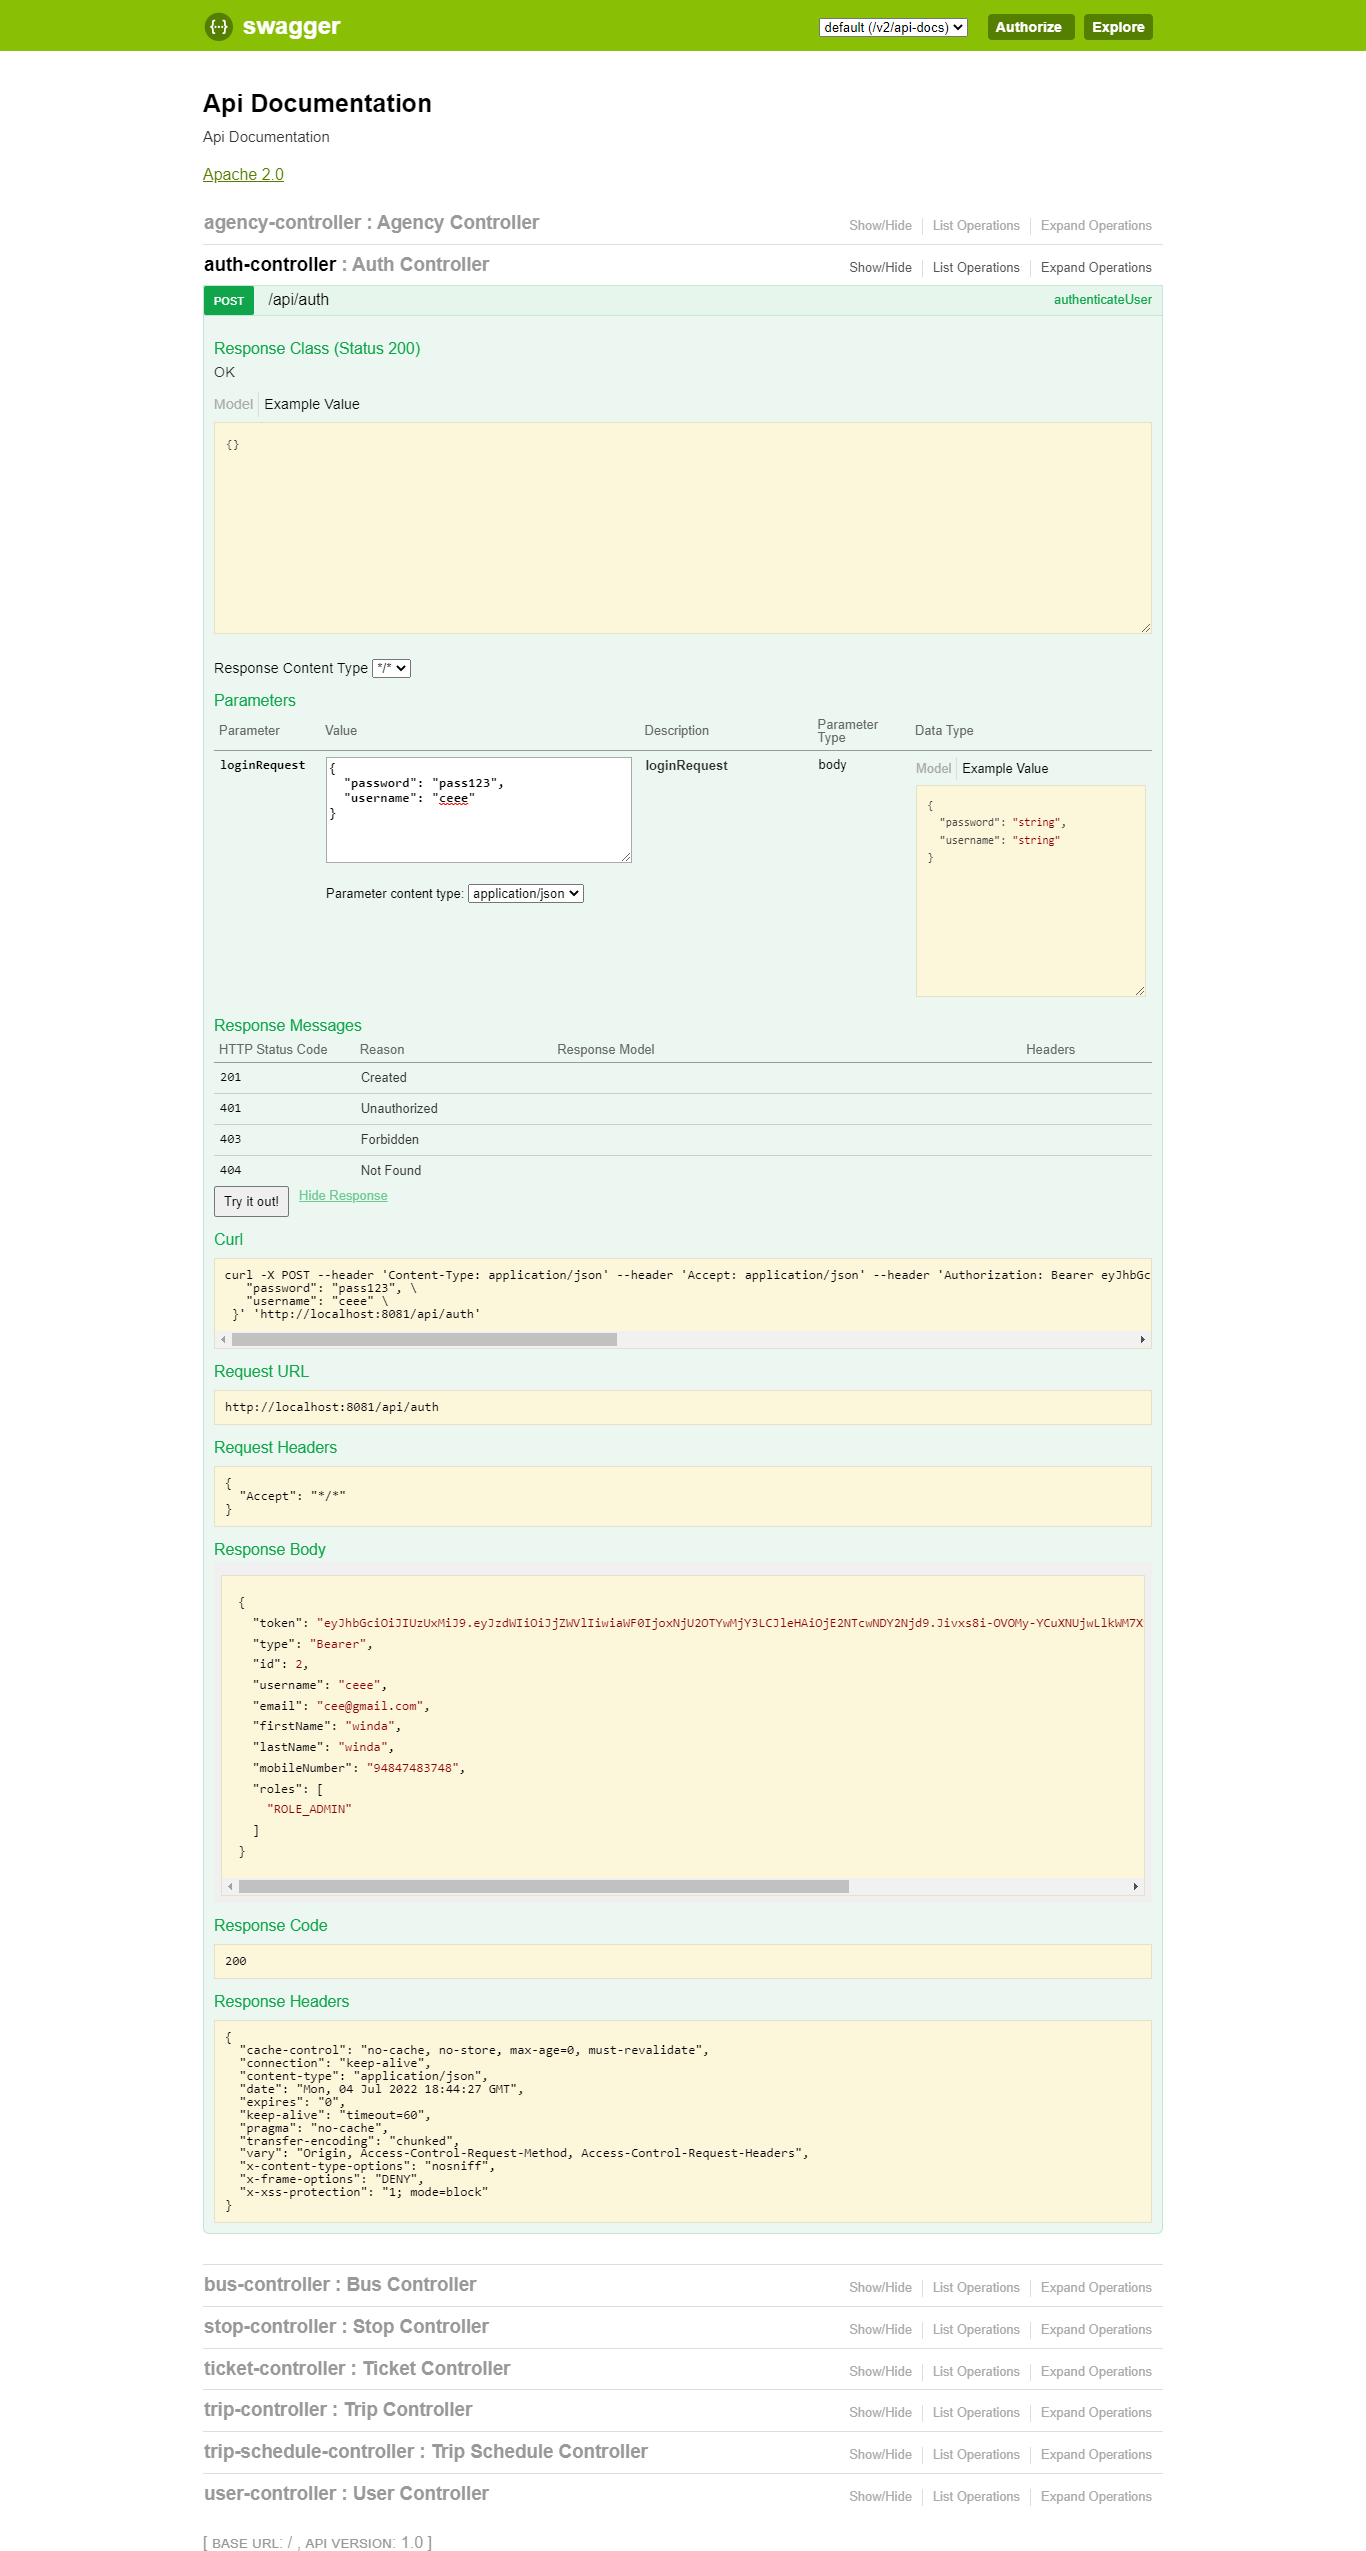 swagger
default (/v2/api-docs)
Authorize
Explore
Api Documentation
Api Documentation
Apache 2.0
agency-controller : Agency Controller
Show/Hide
List Operations
Expand Operations
auth-controller : Auth Controller
Show/Hide
List Operations
Expand Operations
POST
/api/auth
authenticateUser
Response Class (Status 200)
OK
Model
Example Value
{}
Response Content Type */*
Parameters
Parameter
Value
Description
Parameter
Type
Data Type
loginRequest
{
"password": "pass123",
"username": "ceee"
}
Parameter content type: application/json
loginRequest
body
Model
Example Value
{
"password": "string",
"username": "string"
}
Response Messages
HTTP Status Code
Reason
Response Model
Headers
201 Created
401 Unauthorized
403 Forbidden
404 Not Found
Try it out!
Hide Response
Curl
curl -X POST --header 'Content-Type: application/json' --header 'Accept: application/json' --header 'Authorization: Bearer eyJhbGc
"password": "pass123", \
"username": "ceee" \
}' 'http://localhost:8081/api/auth'
Request URL
http://localhost:8081/api/auth
Request Headers
{
"Accept": "*/*"
}
Response Body
{
"token": "eyJhbGciOiJIUzUxMiJ9.eyJzdWIiOiJjZWVlIiwiaWF0IjoxNjU2OTYwMjY3LCJleHAiOjE2NTcwNDY2Njd9.Jivxs8i-OVOMy-YCuXNUjwLlkWM7X
"type": "Bearer",
"id": 2,
"username": "ceee",
"email": "cee@gmail.com",
"firstName": "winda",
"lastName": "winda",
"mobileNumber": "94847483748",
"roles": [
"ROLE_ADMIN"
]
}
Response Code
200
Response Headers
{
"cache-control": "no-cache, no-store, max-age=0, must-revalidate",
"connection": "keep-alive",
"content-type": "application/json",
"date": "Mon, 04 Jul 2022 18:44:27 GMT",
"expires": "0",
"keep-alive": "timeout=60",
"pragma": "no-cache",
"transfer-encoding": "chunked",
"vary": "Origin, Access-Control-Request-Method, Access-Control-Request-Headers",
"x-content-type-options": "nosniff",
"x-frame-options": "DENY",
"x-xss-protection": "1; mode=block"
}
bus-controller : Bus Controller
Show/Hide
List Operations
Expand Operations
stop-controller : Stop Controller
Show/Hide
List Operations
Expand Operations
ticket-controller : Ticket Controller
Show/Hide
List Operations
Expand Operations
trip-controller : Trip Controller
Show/Hide
List Operations
Expand Operations
trip-schedule-controller : Trip Schedule Controller
Show/Hide
List Operations
Expand Operations
user-controller : User Controller
Show/Hide
List Operations
Expand Operations
[ BASE URL: / , API VERSION: 1.0 ]